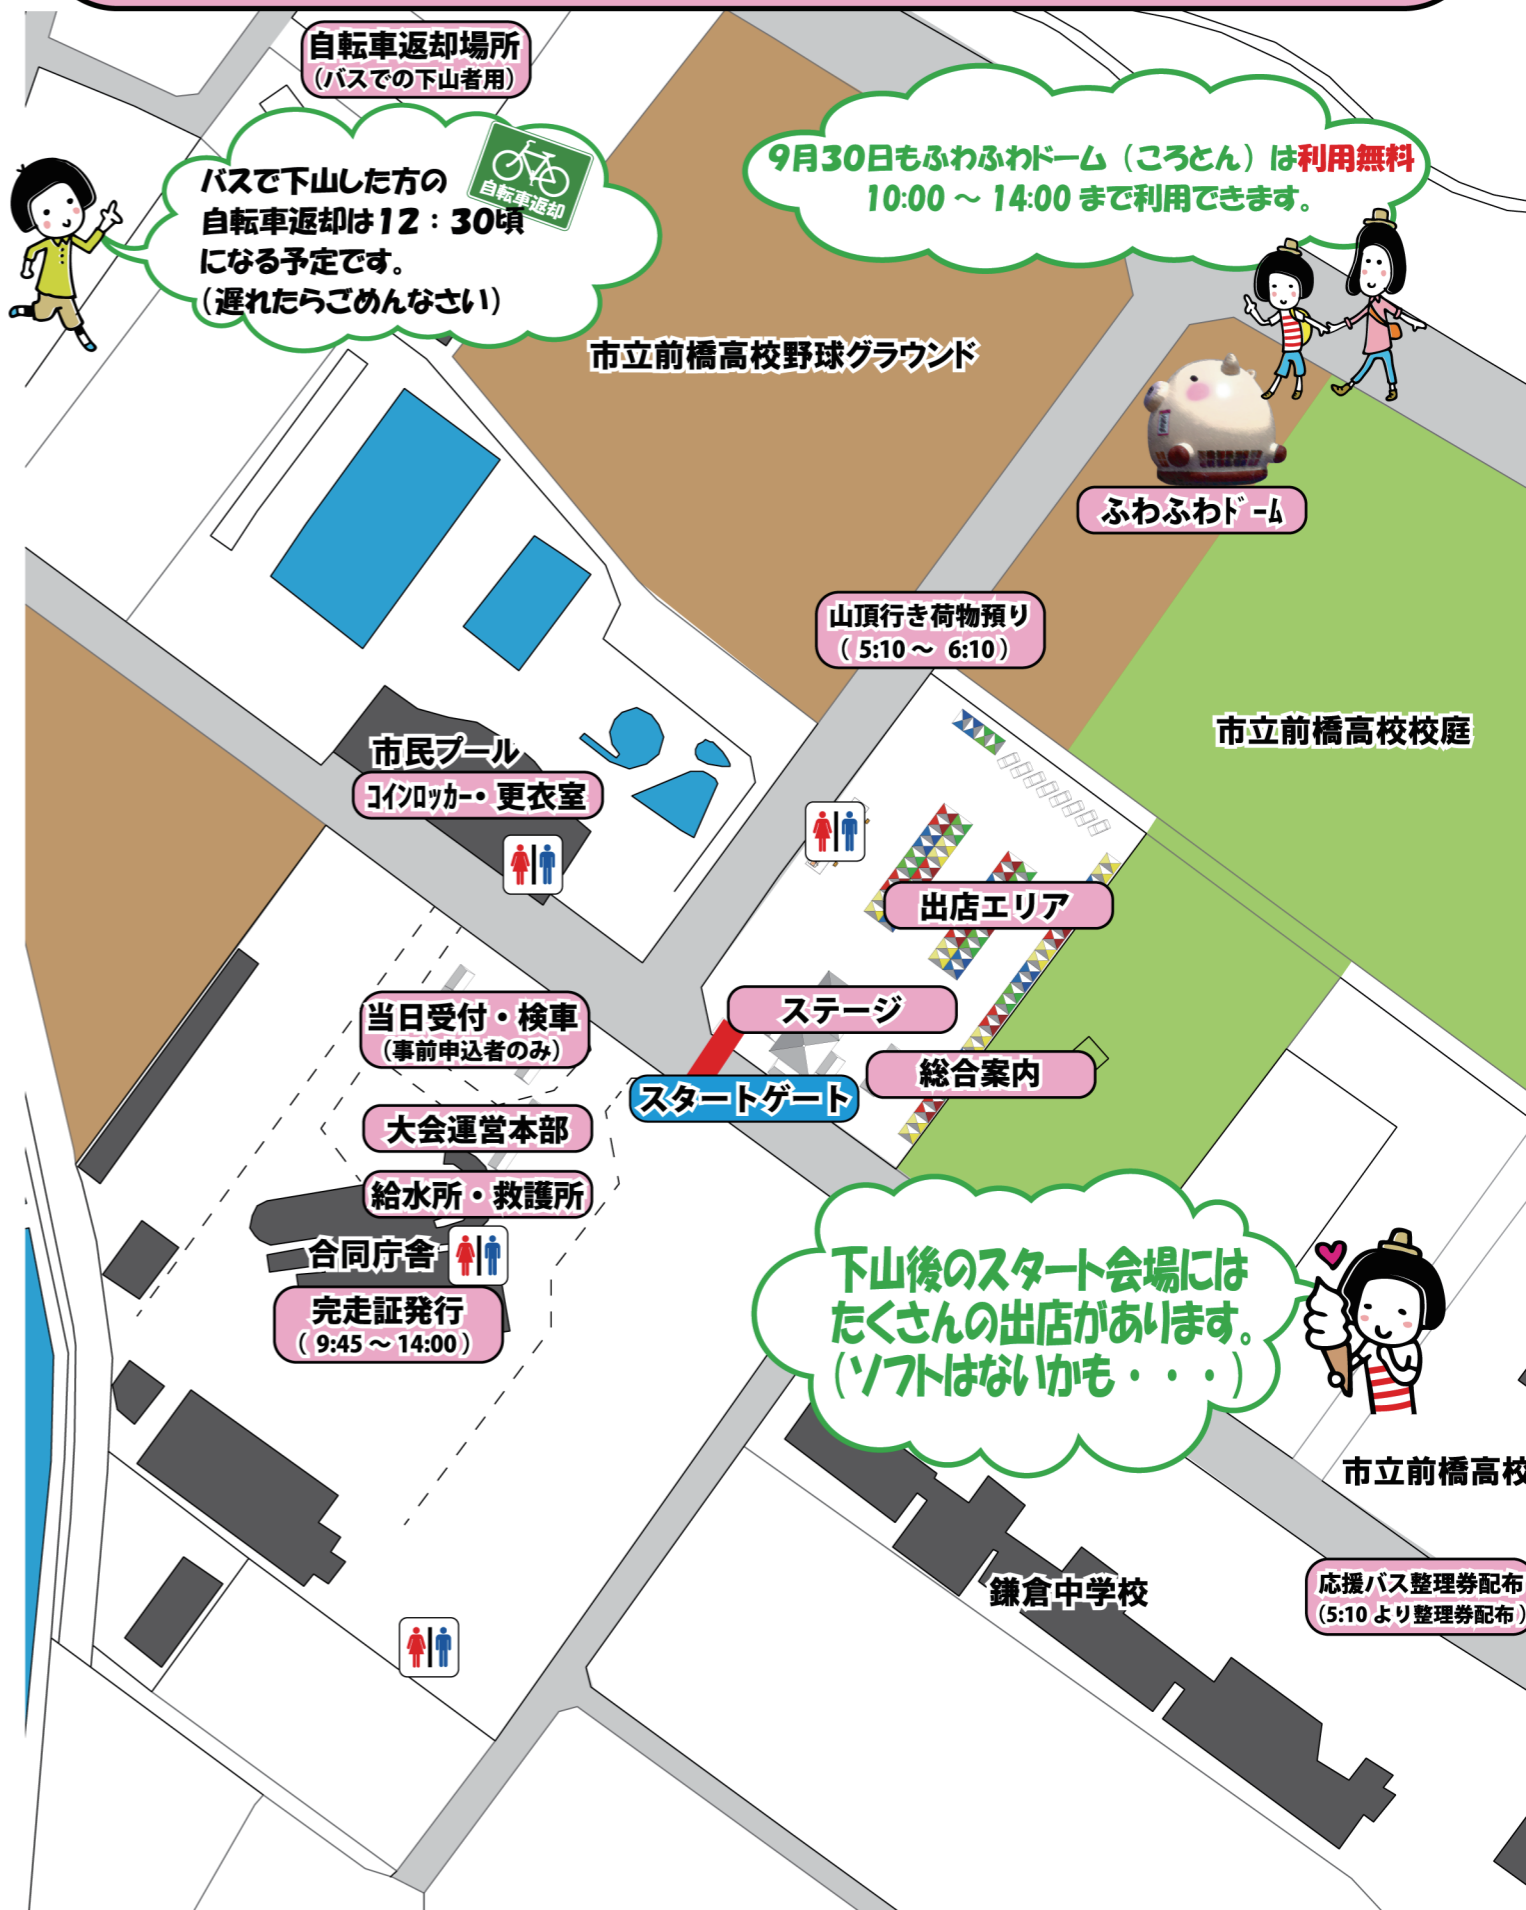 自転車返却場所
（バスでの下山者用）
バスで下山した方の
自転車返却は12：30頃
になる予定です。
（遅れたらごめんなさい）
自転車返却
9月30日もふわふわドーム（ころとん）は利用無料
10:00 ～ 14:00 まで利用できます。
市立前橋高校野球グラウンド
ふわふわﾄﾞｰﾑ
山頂行き荷物預り
（ 5:10 ～ 6:10 ）
市立前橋高校校庭
市民プール
ｺｲﾝﾛｯｶｰ・更衣室
出店エリア
当日受付・検車
（事前申込者のみ）
ステージ
総合案内
スタートゲート
大会運営本部
給水所・救護所
合同庁舎
完走証発行
（ 9:45 ～ 14:00 ）
下山後のスタート会場には
たくさんの出店があります。
（ソフトはないかも・・・）
市立前橋高校
鎌倉中学校
応援バス整理券配布
（5:10 より整理券配布 ）